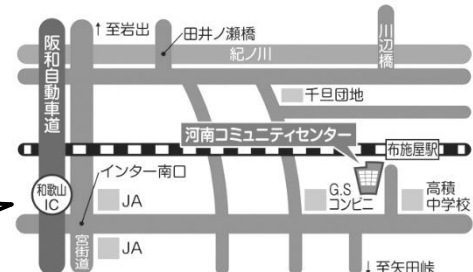 ↑至岩出
田井ノ瀬橋
川辺橋
紀ノ川
阪和自動車道
千旦団地
河南コミュニティセンター
布施屋駅
インター南口
和歌山
IC
JA
G.S
コンビニ
高積
中学校
宮街道
JA
↓至矢田峠